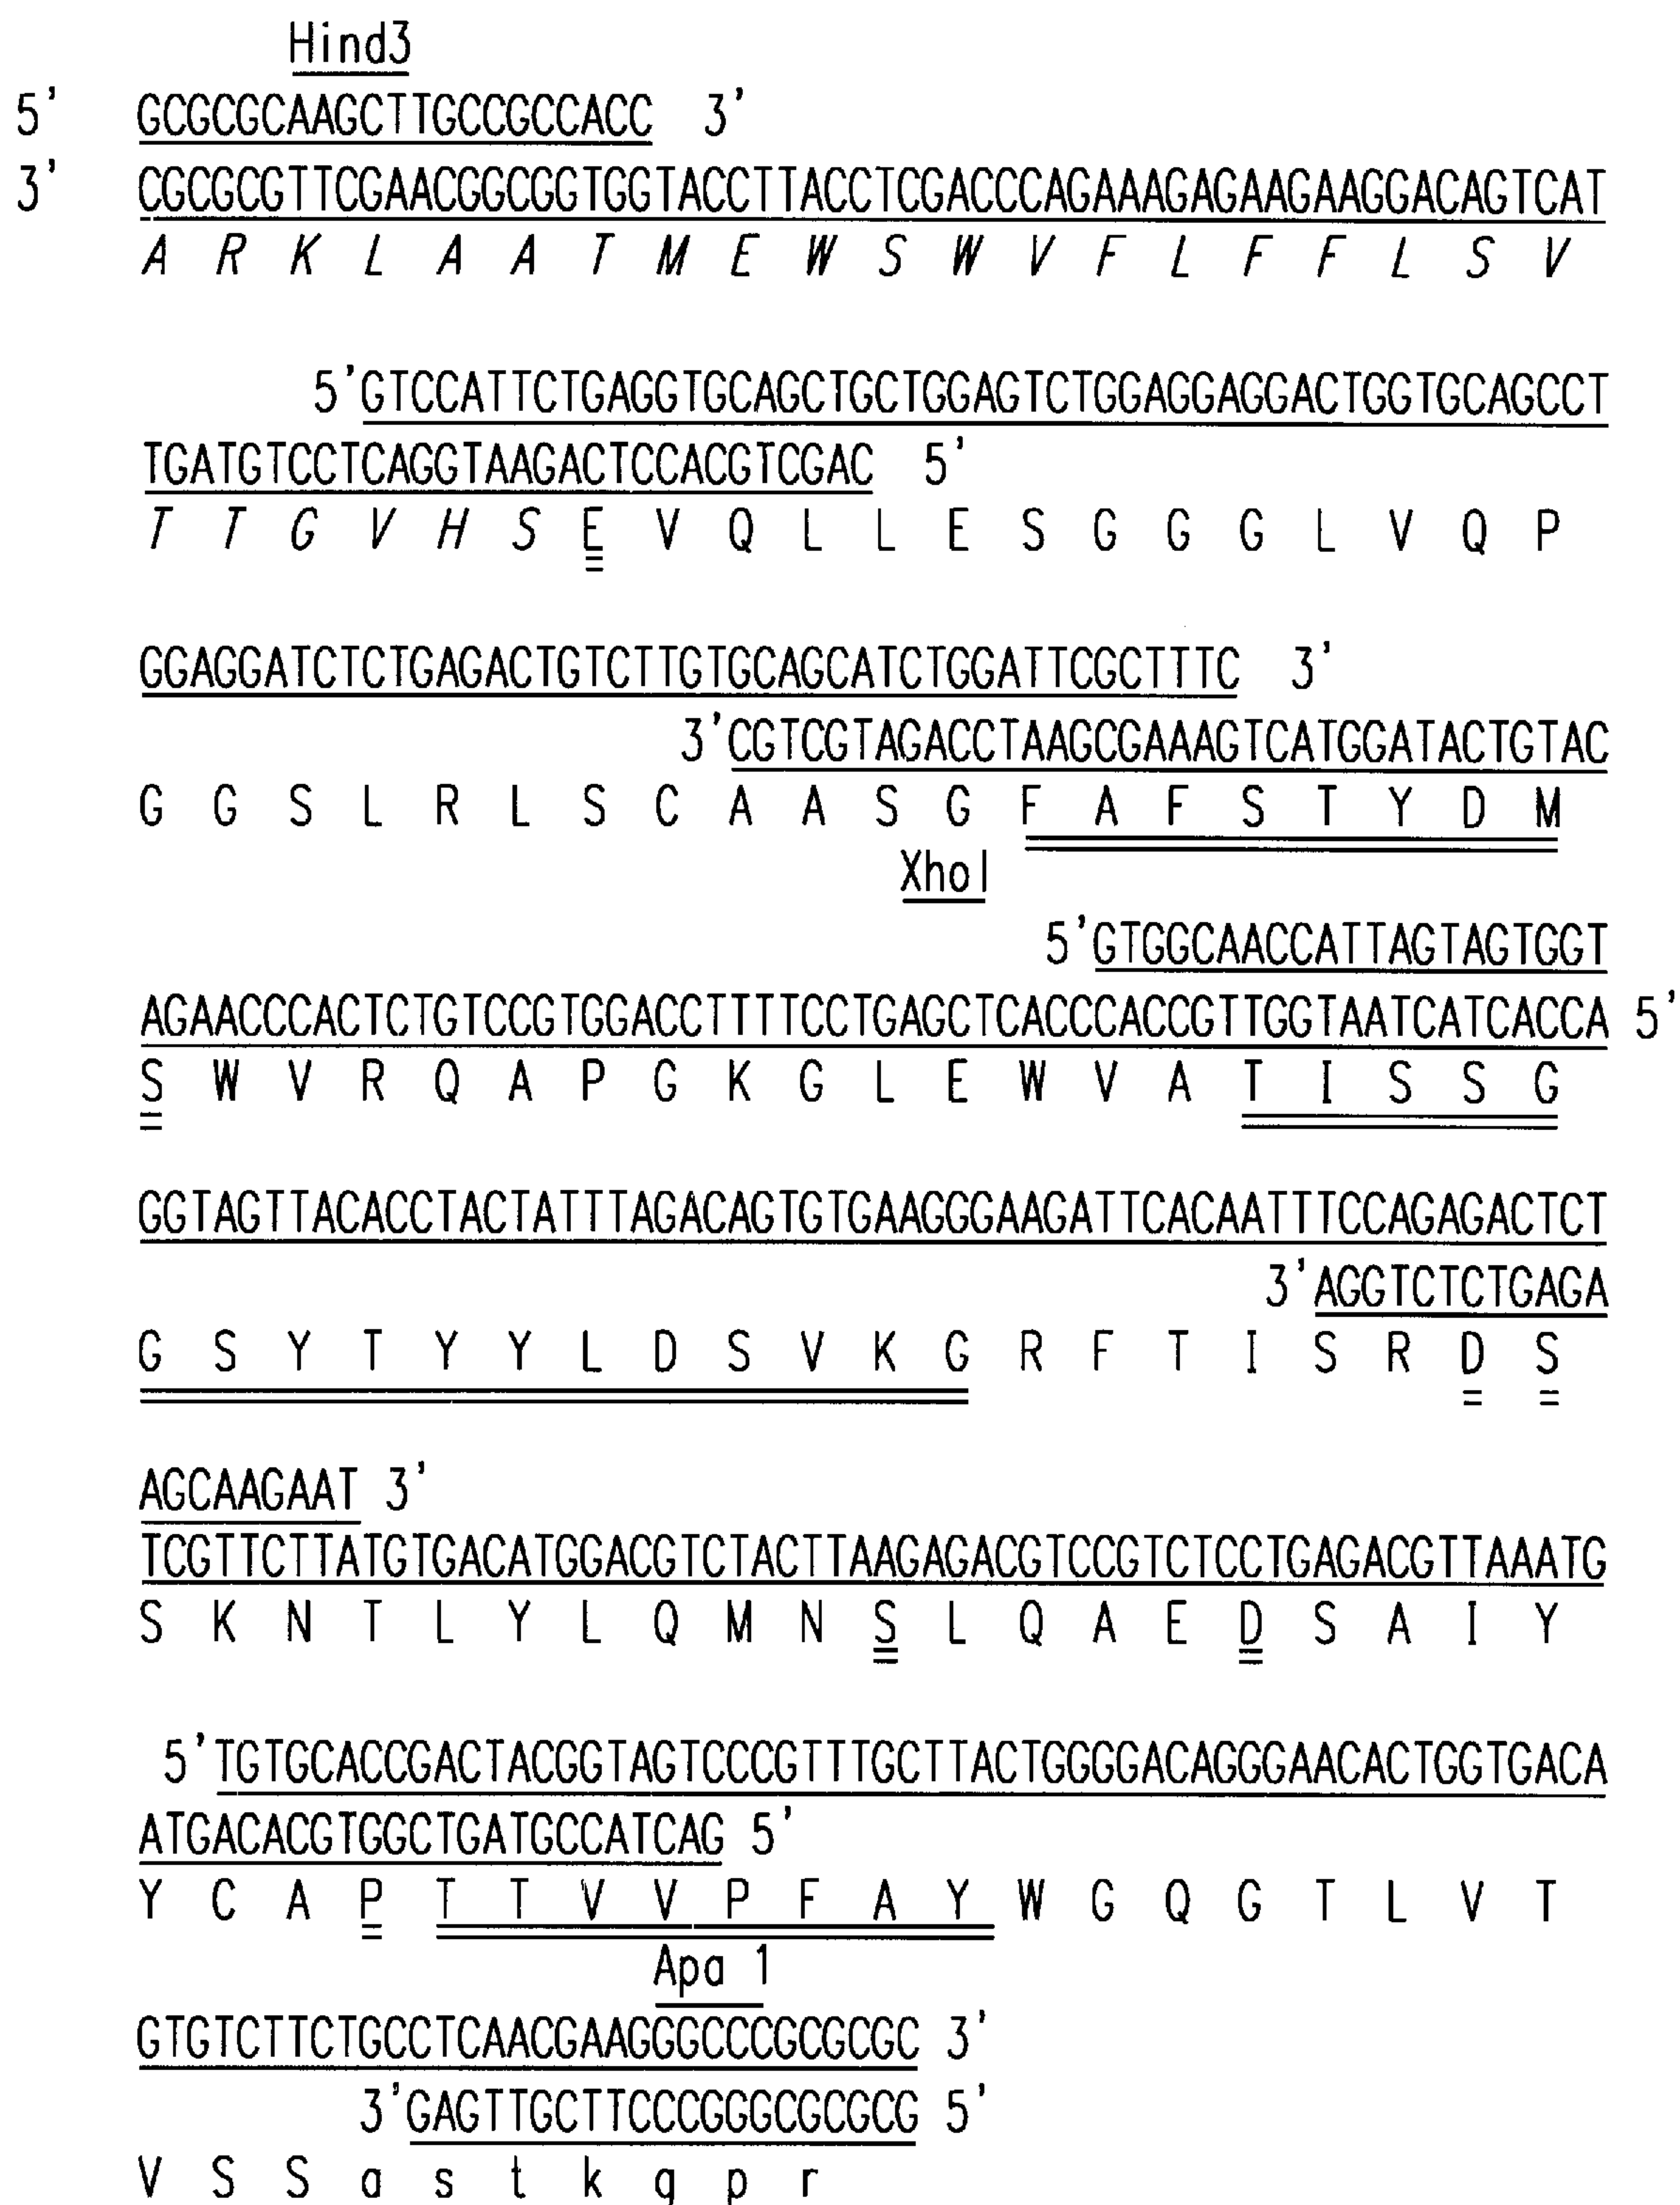 Hind3
5' GCGCGCAAGCTTGCCGCCACC 3'
3' CGCGCGTTCGAACGGCGGTGGTACCTTACCTCGACCCAGAAAGAGAAGAAGGACAGTCAT
A R K L A A T M E W S W V F L F F L S V
5'GTCCATTCTGAGGTGCAGCTGCTGGAGTCTGGAGGAGGACTGGTGCAGCCT
TGATGTCCTCAGGTAAGACTCCACGTCGAC 5'
T T G V H S E V Q L L E S G G G L V Q P
GGAGGATCTCTGAGACTGTCTTGTGCAGCATCTGGATTCGCTTTC 3'
3'CGTCGTAGACCTAAGCGAAAGTCATGGATACTGTAC
G G S L R L S C A A S G F A F S T Y D M
XhoI
5'GTGGCAACCATTAGTAGTGGT
AGAACCCACTCTGTCCGTGGACCTTTTCCTGAGCTCACCCACCGTTGGTAATCATCACCA 5'
S W V R Q A P G K G L E W V A T I S S G
GGTAGTTACACCTACTATTTAGACAGTGTGAAGGGAAGATTCACAATTTCCAGAGACTCT
3'AGGTCTCTGAGA
G S Y T Y Y L D S V K G R F T I S R D S
AGCAAGAAT 3'
TCGTTCTTATGTGACATGGACGTCTACTTAAGAGACGTCCGTCTCCTGAGACGTTAAATG
S K N T L Y L Q M N S L Q A E D S A I Y
5'TGTGCACCGACTACGGTAGTCCCGTTTGCTTACTGGGGACAGGGAACACTGGTGACA
ATGACACGTGGCTGATGCCATCAG 5'
Y C A P T T V V P F A Y W G Q G T L V T
Apa 1
GTGTCTTCTGCCTCAACGAAGGGCCCGCGCGC 3'
3'GAGTTGCTTCCCGGGCGCGCG 5'
V S S a s t k g p r